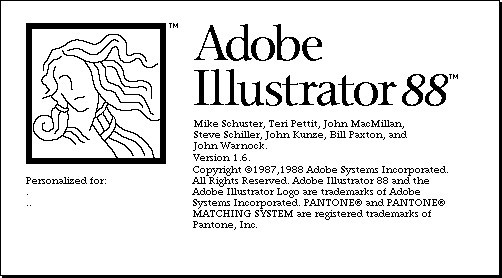 ™
Adobe
Illustrator 88™
Mike Schuster, Teri Pettit, John MacMillan,
Steve Schiller, John Kunze, Bill Paxton, and
John Warnock.
Version 1.6.
Copyright ©1987,1988 Adobe Systems Incorporated.
All Rights Reserved. Adobe Illustrator 88 and the
Adobe Illustrator Logo are trademarks of Adobe
Systems Incorporated. PANTONE® and PANTONE®
MATCHING SYSTEM are registered trademarks of
Pantone, Inc.
Personalized for:
.
..